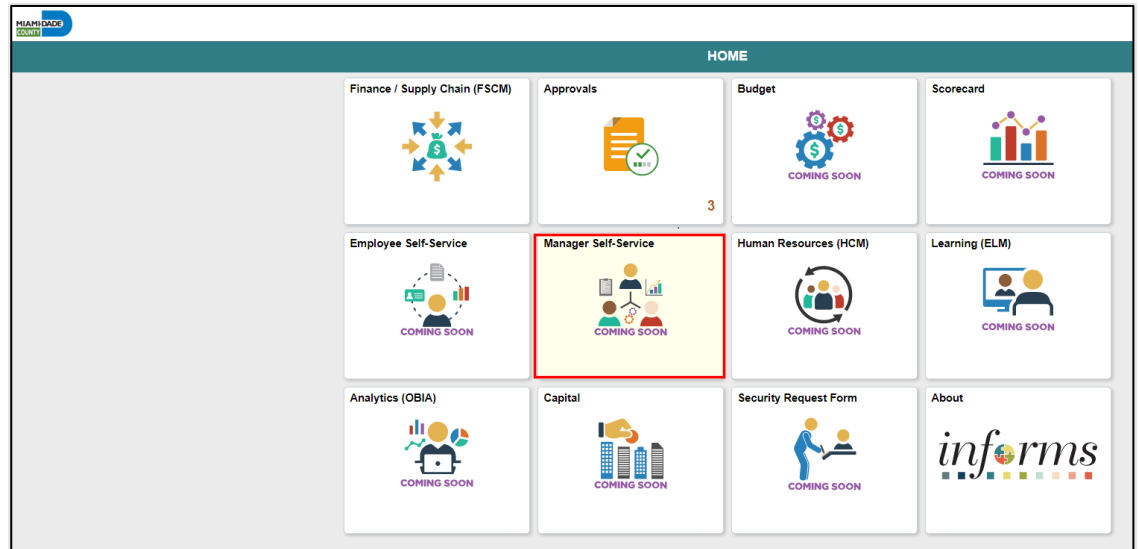 MIAMI-DADE
COUNTY
HOME
Finance / Supply Chain (FSCM)
Approvals
3
Budget
COMING SOON
Scorecard
COMING SOON
Employee Self-Service
COMING SOON
Manager Self-Service
COMING SOON
Human Resources (HCM)
COMING SOON
Learning (ELM)
COMING SOON
Analytics (OBIA)
COMING SOON
Capital
COMING SOON
Security Request Form
COMING SOON
About
informs